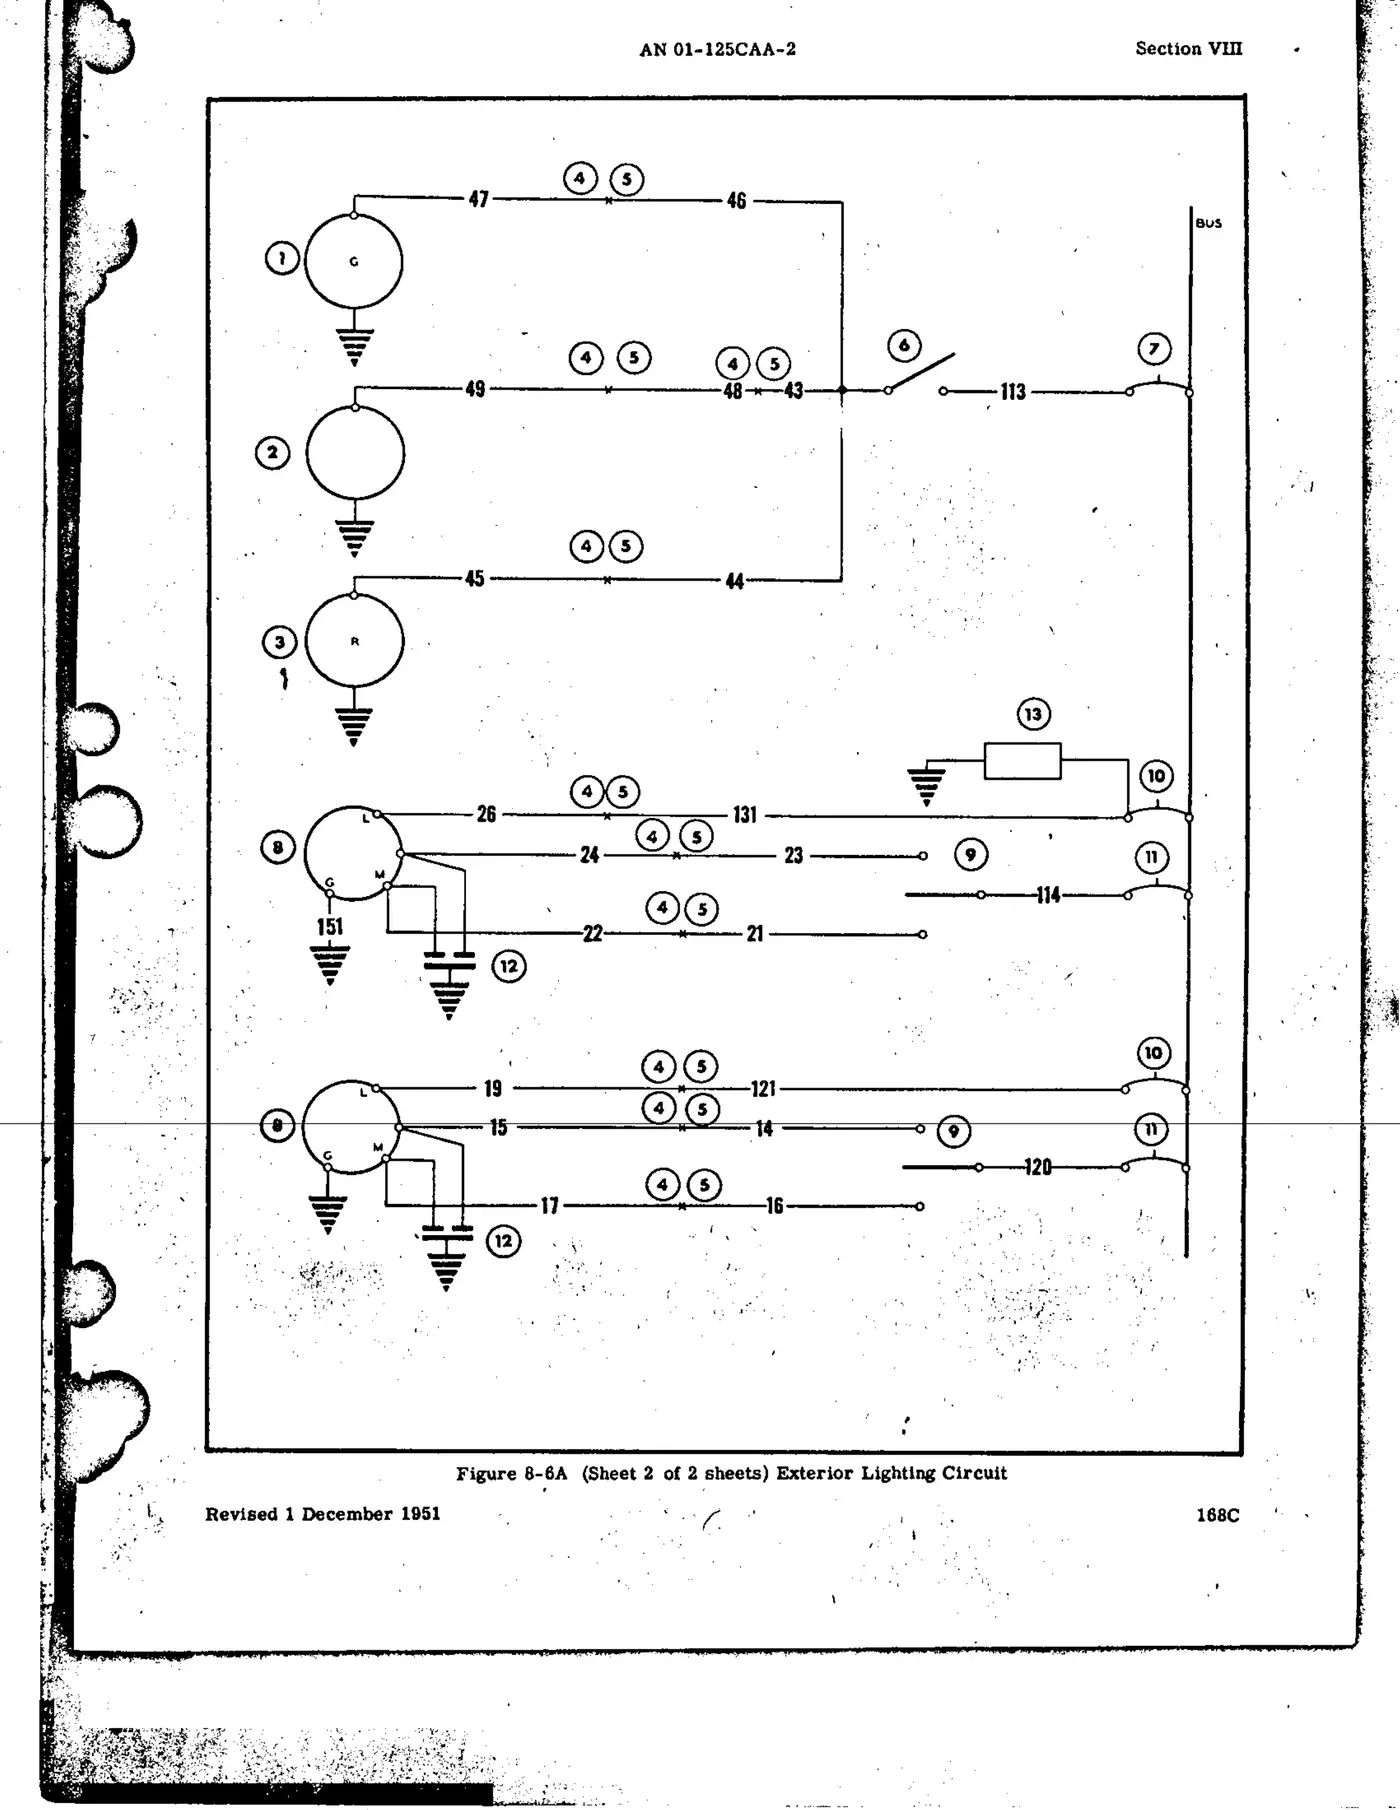 AN 01-125CAA-2
Section VIII
4 5
47 46
BUS
1 G
6 7
4 5 4 5
49 48 43 113
2
4 5
45 44
3 R
13
10
4 5
L 26 131
4 5
8 9 11
24 23
M
G 114
4 5
151
22 21
12
10
4 5
L 19 121
4 5
8 15 14 9 11
M
G 120
4 5
17 16
12
Figure 8-6A (Sheet 2 of 2 sheets) Exterior Lighting Circuit
Revised 1 December 1951
168C